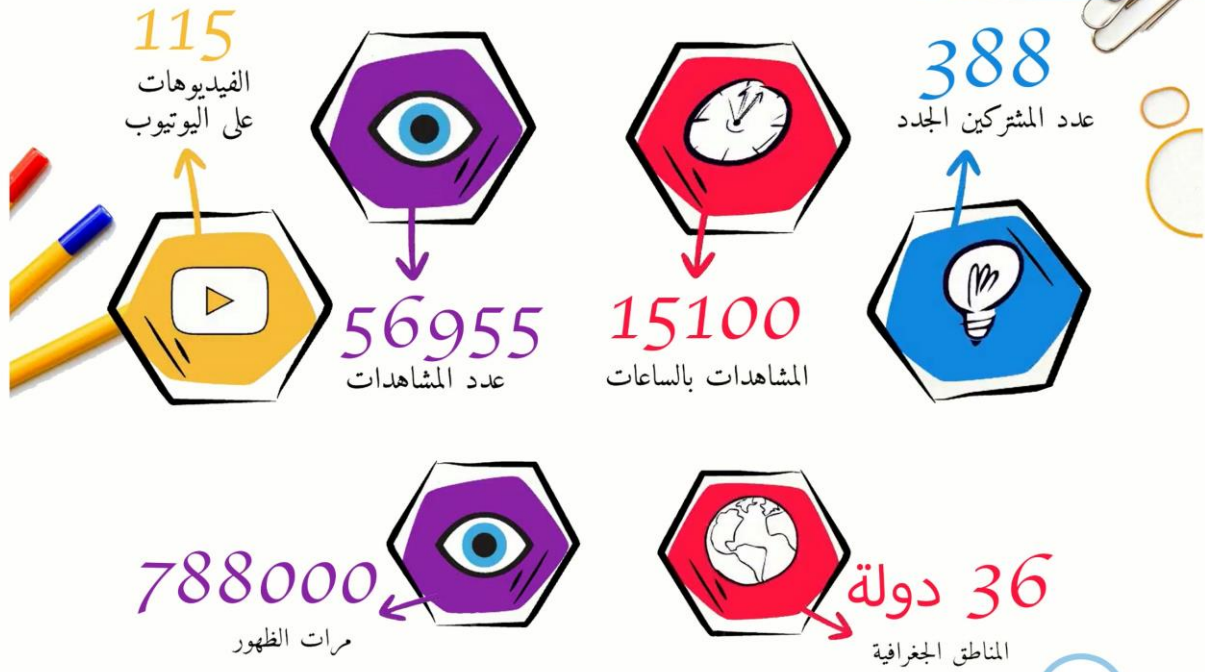 388
عدد المشتركين الجدد
15100
المشاهدات بالساعات
56955
عدد المشاهدات
115
الفيديوهات
على اليوتيوب
36 دولة
المناطق الجغرافية
788000
مرات الظهور